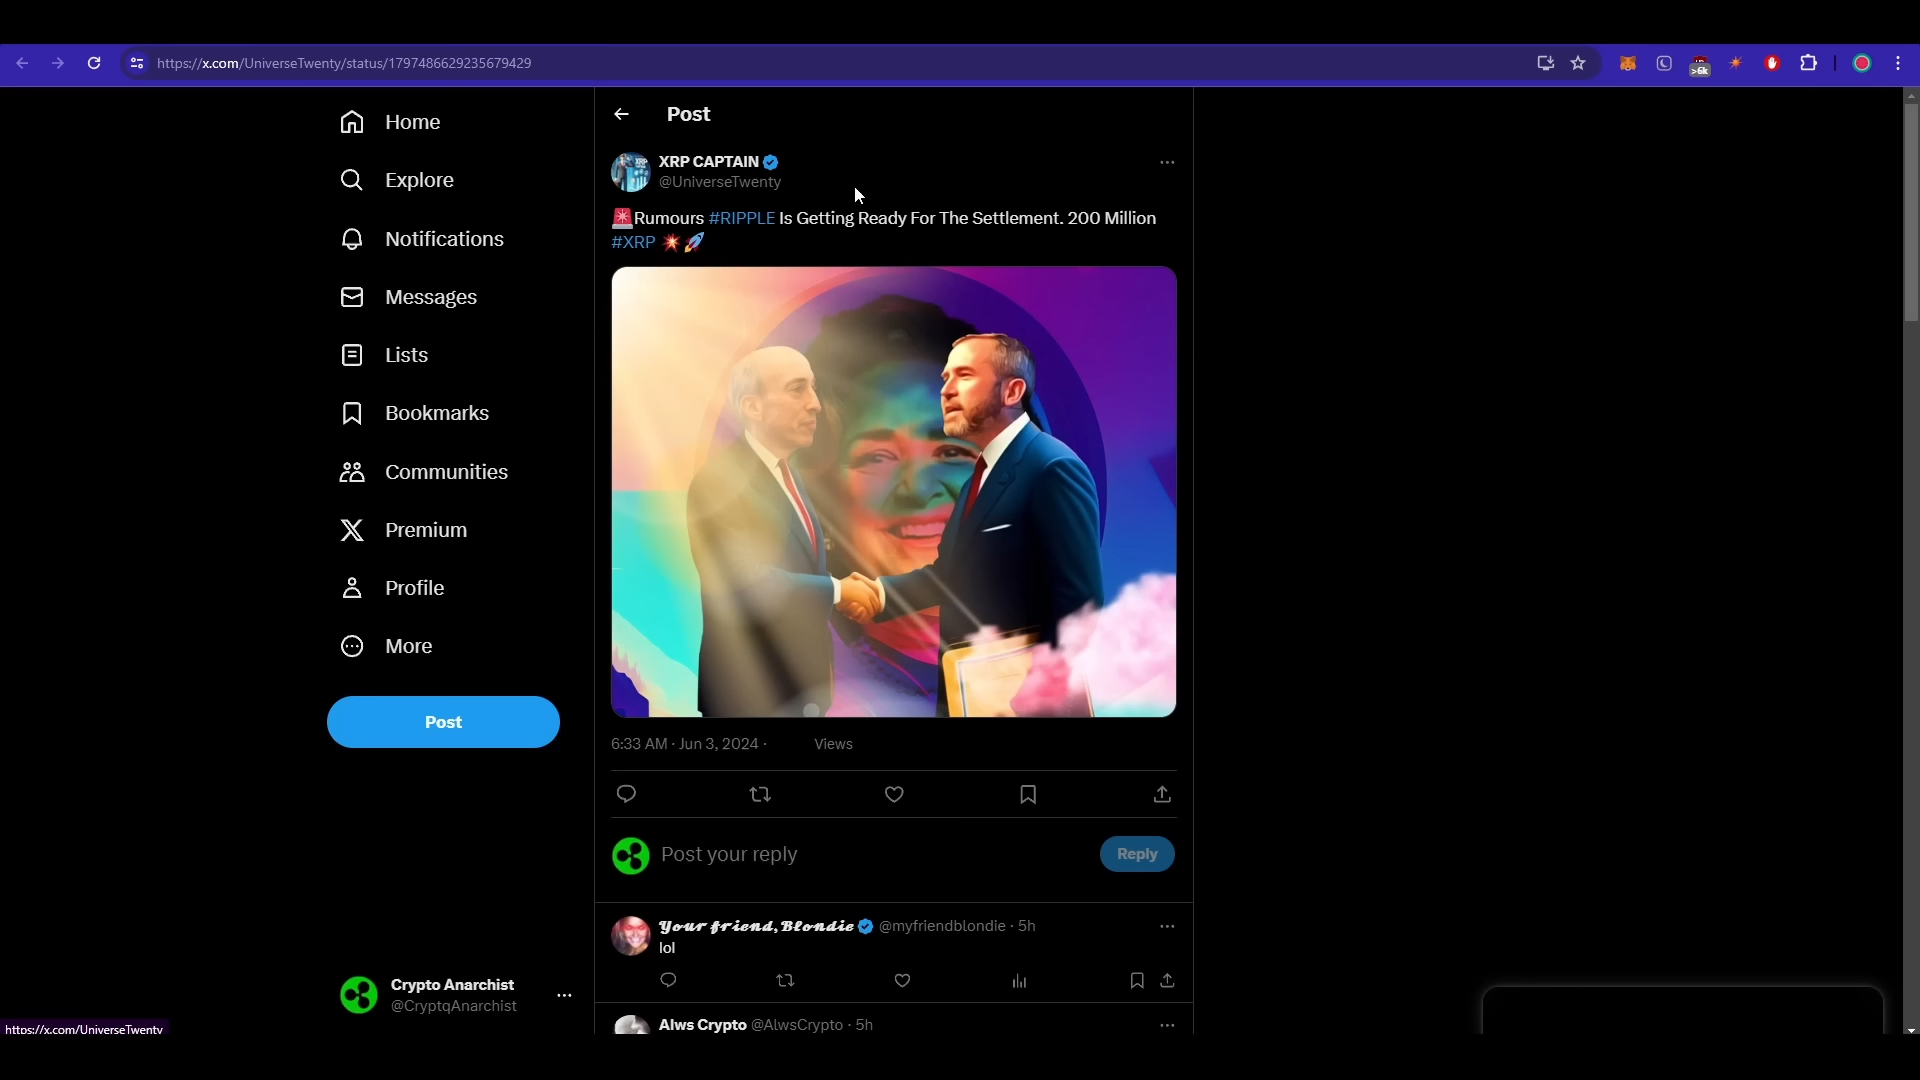 https://x.com/UniverseTwenty/status/1797486629235679429
>6k
Home
Explore
Notifications
Messages
Lists
Bookmarks
Communities
Premium
Profile
More
Post
Crypto Anarchist
@CryptqAnarchist
https://x.com/UniverseTwenty
Post
XRP CAPTAIN
@UniverseTwenty
🚨Rumours #RIPPLE Is Getting Ready For The Settlement. 200 Million
#XRP 💥🚀
6:33 AM · Jun 3, 2024 · Views
Post your reply
Reply
𝓨𝓸𝓾𝓻 𝓯𝓻𝓲𝓮𝓷𝓭, 𝓑𝓵𝓸𝓷𝓭𝓲𝓮 @myfriendblondie · 5h
lol
Alws Crypto @AlwsCrypto · 5h